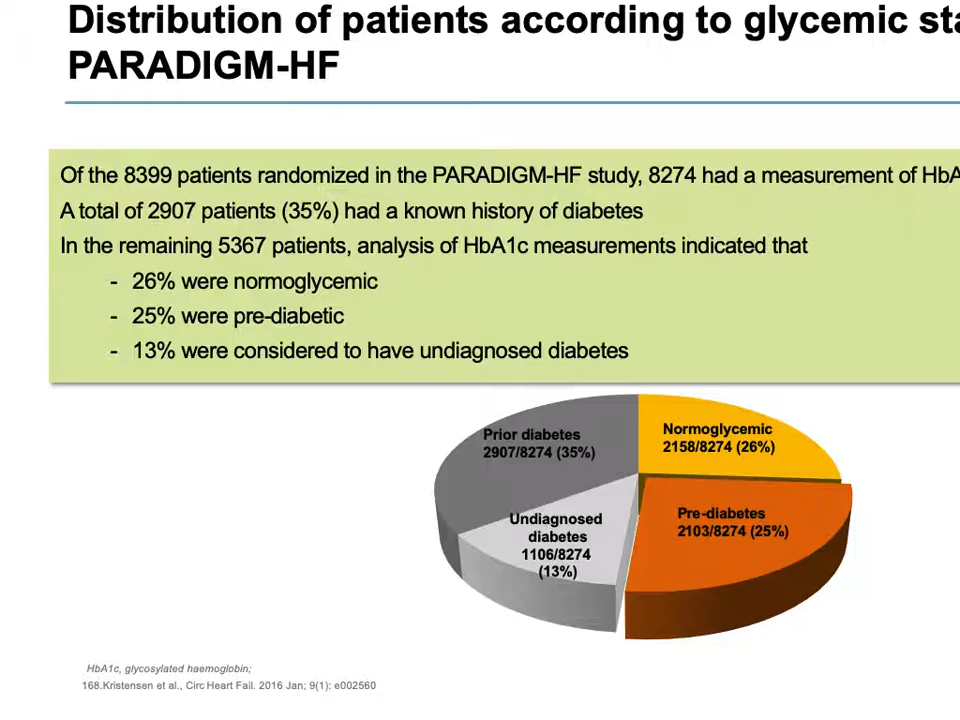 Distribution of patients according to glycemic
PARADIGM-HF
Of the 8399 patients randomized in the PARADIGM-HF study, 8274 had a measurement of
A total of 2907 patients (35%) had a known history of diabetes
In the remaining 5367 patients, analysis of HbA1c measurements indicated that
- 26% were normoglycemic
- 25% were pre-diabetic
- 13% were considered to have undiagnosed diabetes
Prior diabetes
2907/8274 (35%)
Normoglycemic
2158/8274 (26%)
Undiagnosed
diabetes
1106/8274
(13%)
Pre-diabetes
2103/8274 (25%)
HbA1c, glycosylated haemoglobin;
168.Kristensen et al., Circ Heart Fail. 2016 Jan; 9(1): e002560